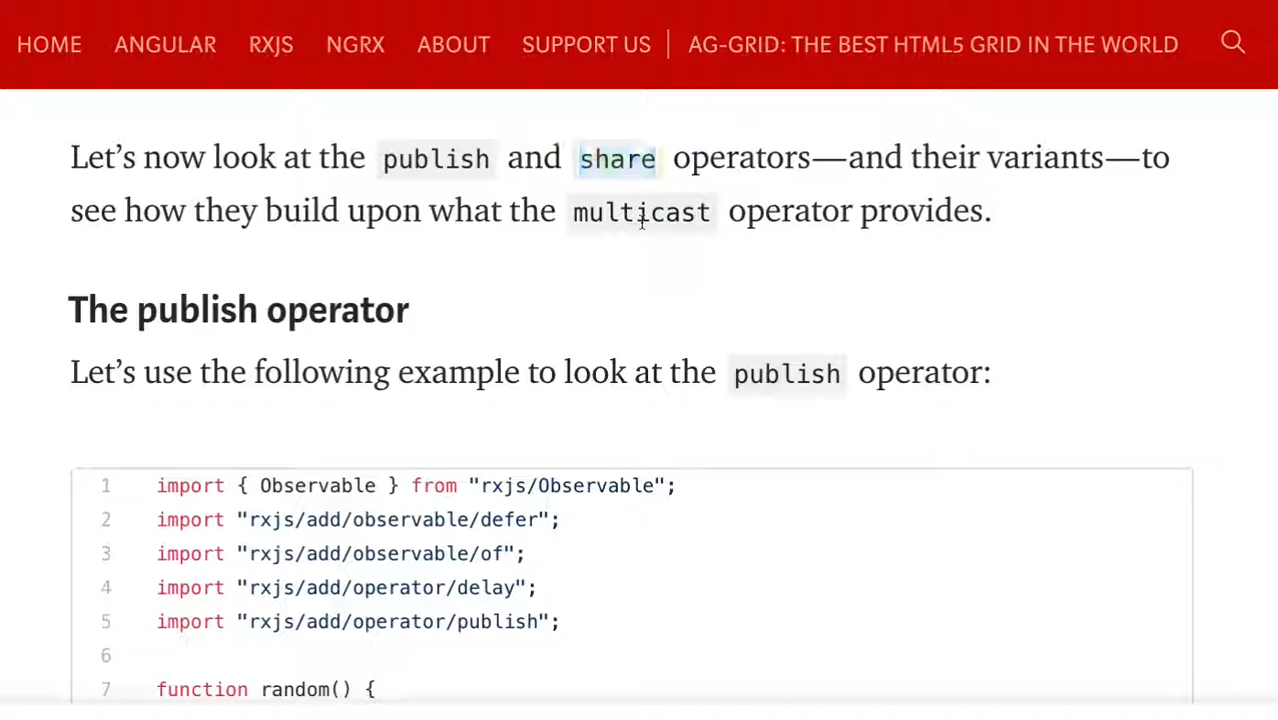 HOME ANGULAR RXJS NGRX ABOUT SUPPORT US AG-GRID: THE BEST HTML5 GRID IN THE WORLD
Let’s now look at the publish and share operators—and their variants—to
see how they build upon what the multicast operator provides.
The publish operator
Let’s use the following example to look at the publish operator:
1 import { Observable } from "rxjs/Observable";
2 import "rxjs/add/observable/defer";
3 import "rxjs/add/observable/of";
4 import "rxjs/add/operator/delay";
5 import "rxjs/add/operator/publish";
6
7 function random() {